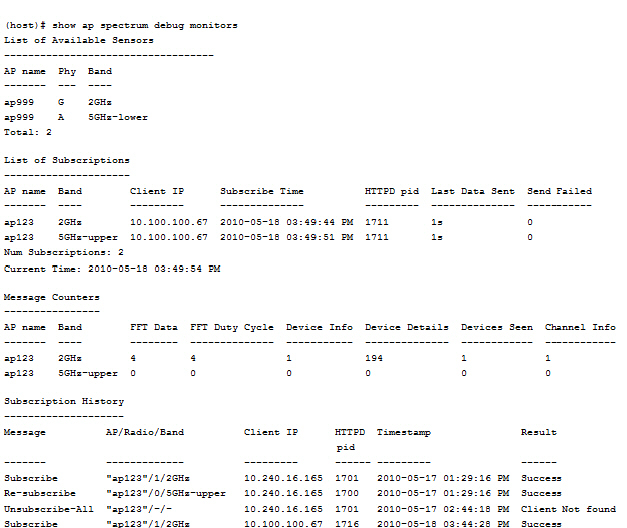 (host)# show ap spectrum debug monitors
List of Available Sensors
-----------------------------------
AP name  Phy  Band
-------  ---  ----
ap999    G    2GHz
ap999    A    5GHz-lower
Total: 2
List of Subscriptions
---------------------
AP name  Band        Client IP      Subscribe Time          HTTPD pid  Last Data Sent  Send Failed
-------  ----        ---------      --------------          ---------  --------------  -----------
ap123    2GHz        10.100.100.67  2010-05-18 03:49:44 PM  1711       1s              0
ap123    5GHz-upper  10.100.100.67  2010-05-18 03:49:51 PM  1711       1s              0
Num Subscriptions: 2
Current Time: 2010-05-18 03:49:54 PM
Message Counters
----------------
AP name  Band        FFT Data  FFT Duty Cycle  Device Info  Device Details  Devices Seen  Channel Info
-------  ----        --------  --------------  -----------  --------------  ------------  ------------
ap123    2GHz        4         4               1            194             1             1
ap123    5GHz-upper  0         0               0            0               0             0
Subscription History
--------------------
Message          AP/Radio/Band         Client IP      HTTPD  Timestamp               Result
pid
-------          -------------         ---------      ------ ---------               ------
Subscribe        "ap123"/1/2GHz        10.240.16.165  1701   2010-05-17 01:29:16 PM  Success
Re-subscribe     "ap123"/0/5GHz-upper  10.240.16.165  1700   2010-05-17 01:29:16 PM  Success
Unsubscribe-All  "ap123"/-/-           10.240.16.165  1701   2010-05-17 02:44:18 PM  Client Not found
Subscribe        "ap123"/1/2GHz        10.100.100.67  1716   2010-05-18 03:44:28 PM  Success